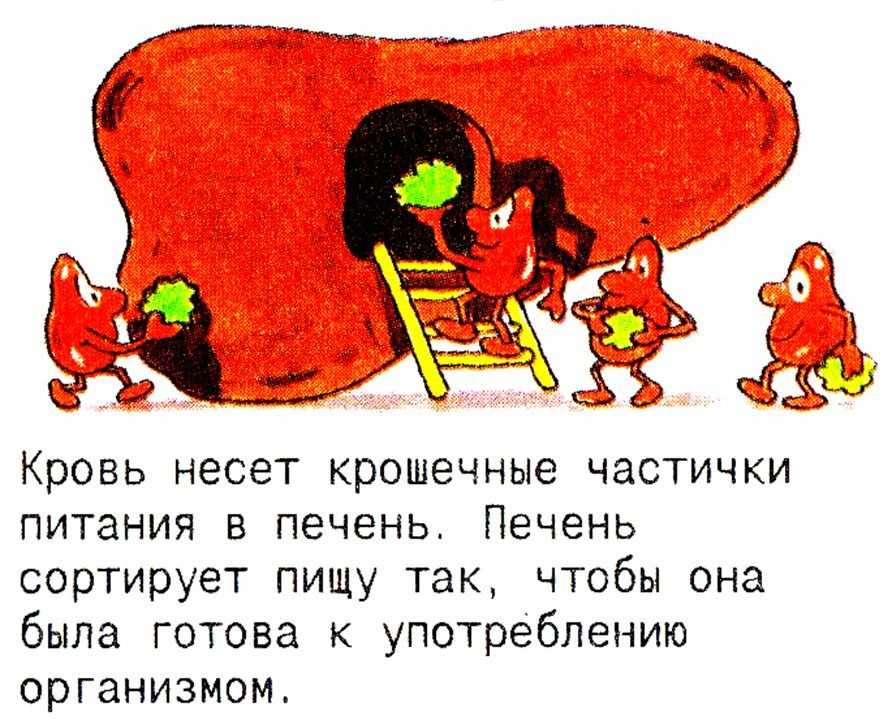 Кровь несет крошечные частички
питания в печень. Печень
сортирует пищу так, чтобы она
была готова к употреблению
организмом.